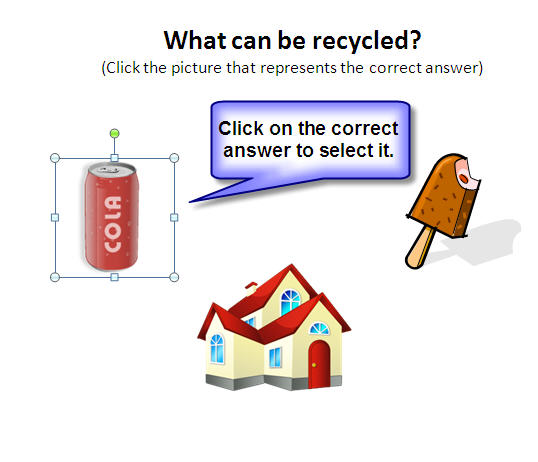 What can be recycled?
(Click the picture that represents the correct answer)
Click on the correct
answer to select it.
COLA